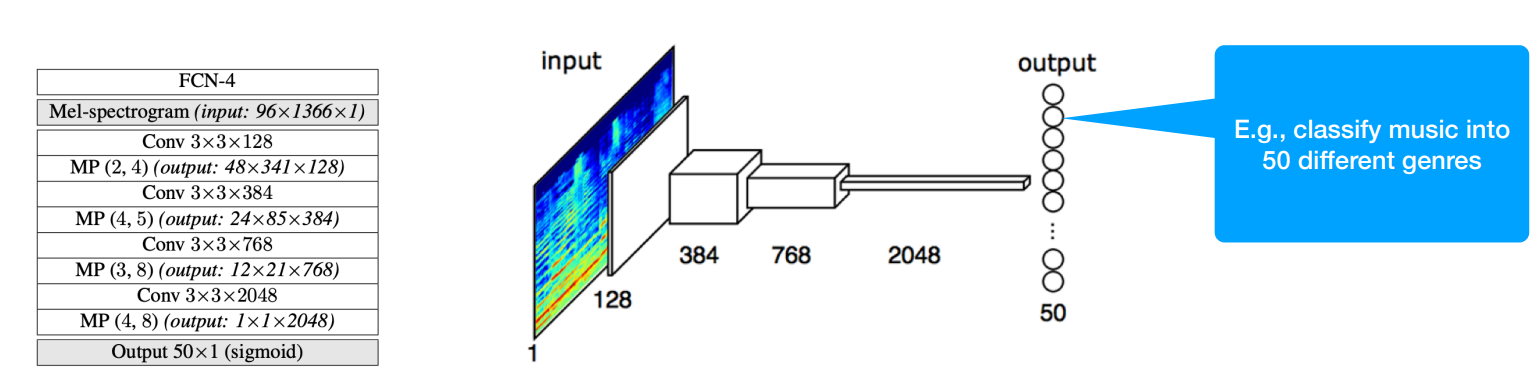 FCN-4
Mel-spectrogram (input: 96×1366×1)
Conv 3×3×128
MP (2, 4) (output: 48×341×128)
Conv 3×3×384
MP (4, 5) (output: 24×85×384)
Conv 3×3×768
MP (3, 8) (output: 12×21×768)
Conv 3×3×2048
MP (4, 8) (output: 1×1×2048)
Output 50×1 (sigmoid)
input
1
128
384
768
2048
output
50
E.g., classify music into
50 different genres